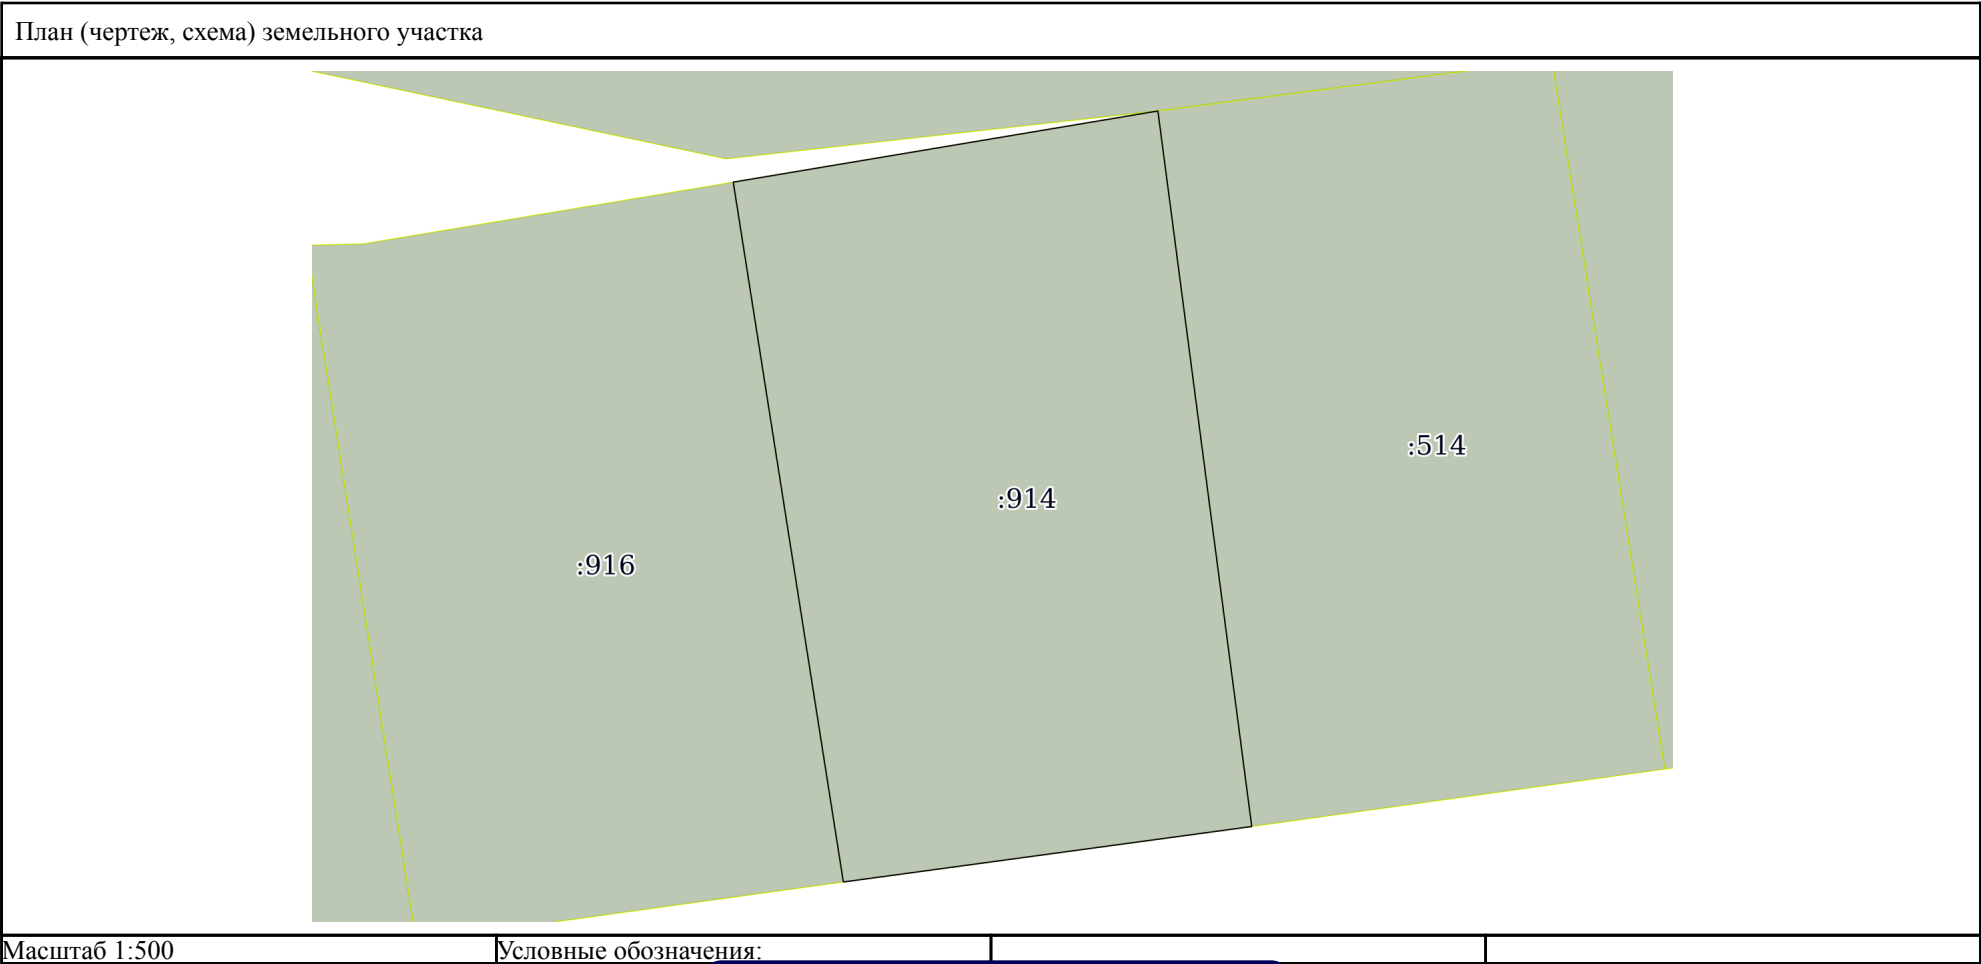 План (чертеж, схема) земельного участка
:514
:914
:916
Масштаб 1:500
Условные обозначения: